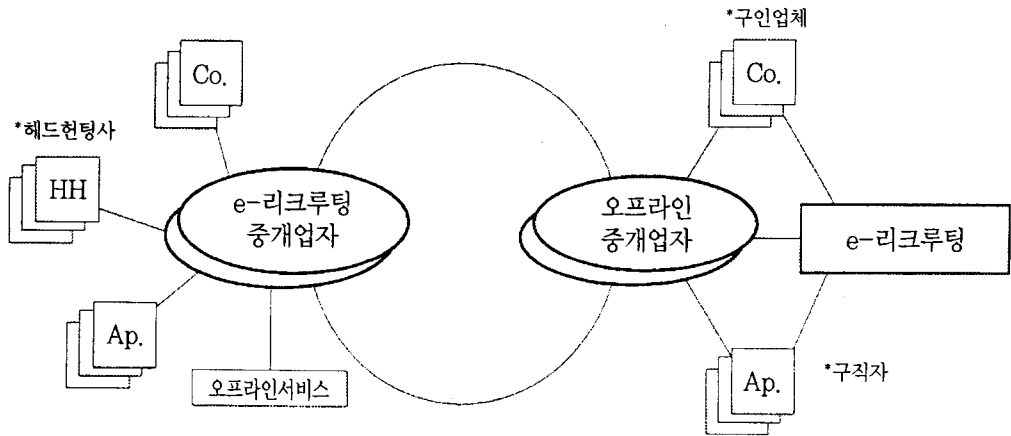 *구인업체
Co.
Co.
*헤드헌팅사
HH
e-리크루팅
중개업자
오프라인
중개업자
e-리크루팅
Ap.
오프라인서비스
Ap.
*구직자